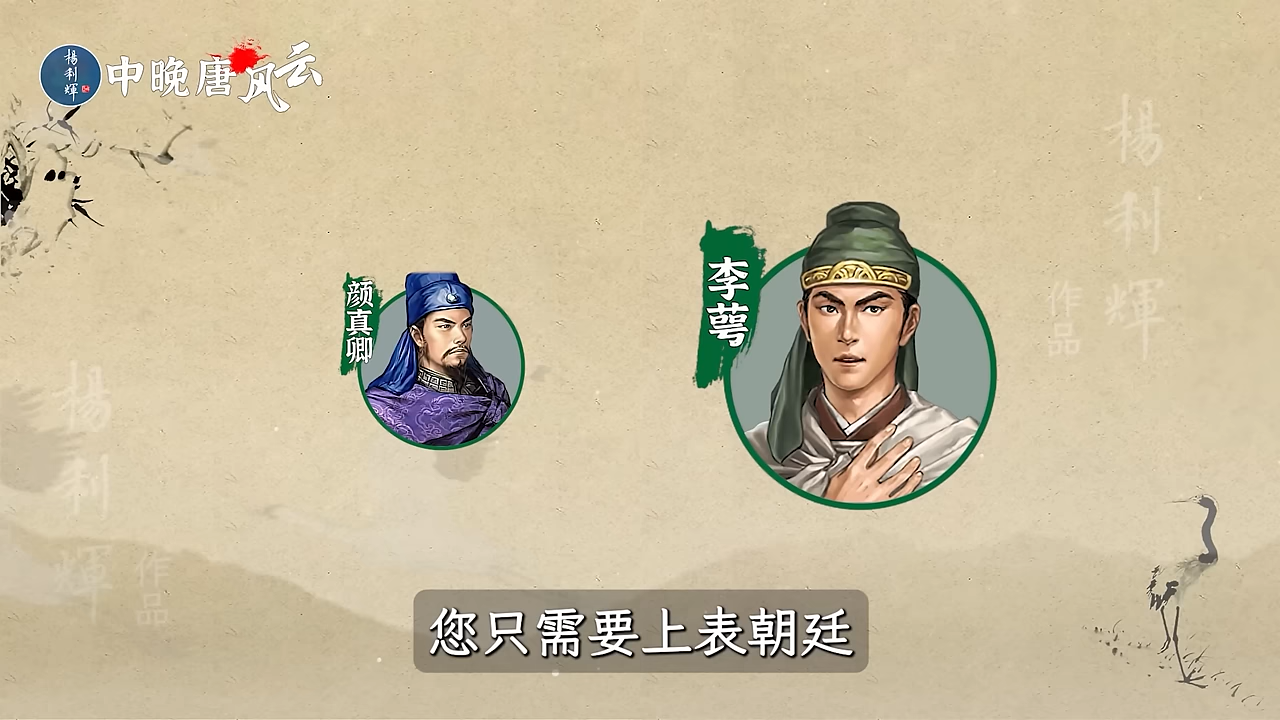 楊利輝
中晚唐风云
楊利輝
作品
颜真卿
李萼
楊利輝
作品
您只需要上表朝廷